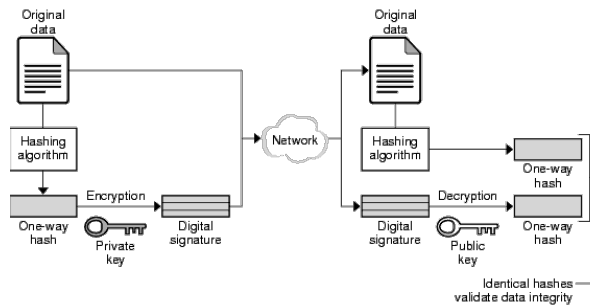 Original
data
Hashing
algorithm
One-way
hash
Encryption
Private
key
Digital
signature
Network
Original
data
Hashing
algorithm
One-way
hash
Digital
signature
Decryption
Public
key
One-way
hash
Identical hashes
validate data integrity